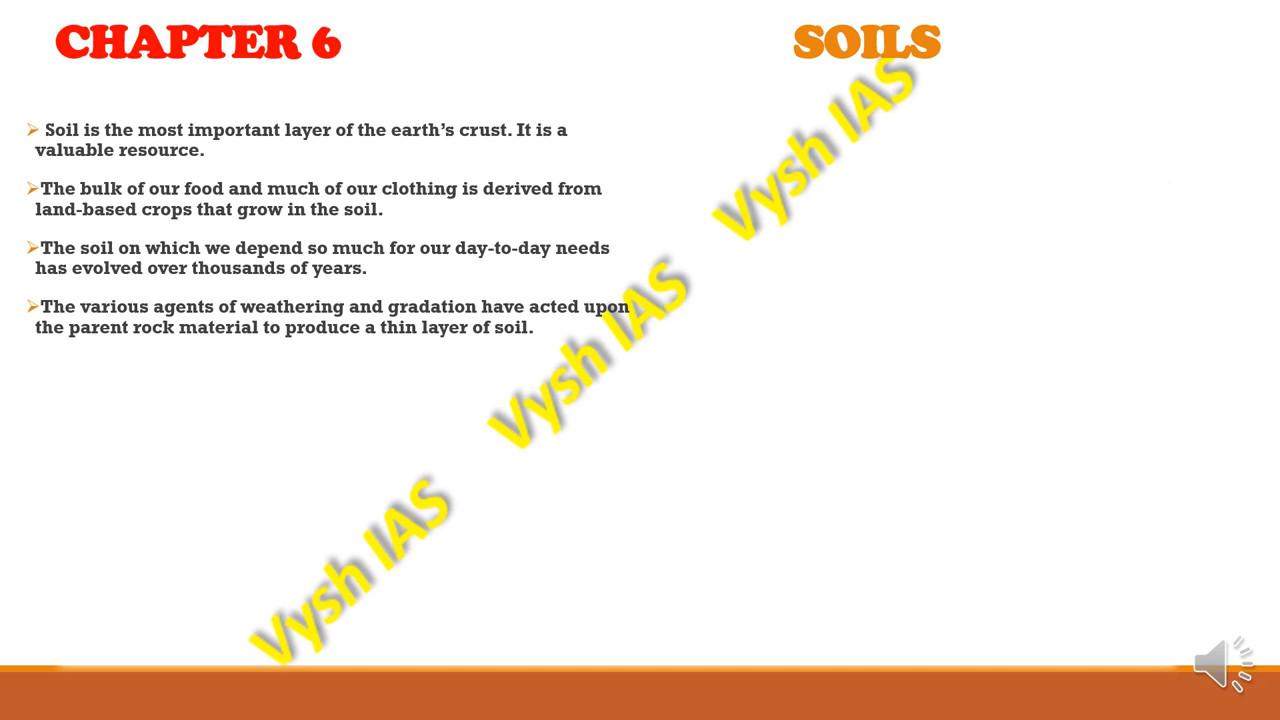 CHAPTER 6
SOILS
➢ Soil is the most important layer of the earth’s crust. It is a
valuable resource.
➢The bulk of our food and much of our clothing is derived from
land-based crops that grow in the soil.
➢The soil on which we depend so much for our day-to-day needs
has evolved over thousands of years.
➢The various agents of weathering and gradation have acted upon
the parent rock material to produce a thin layer of soil.
Vysh IAS
Vysh IAS
Vysh IAS